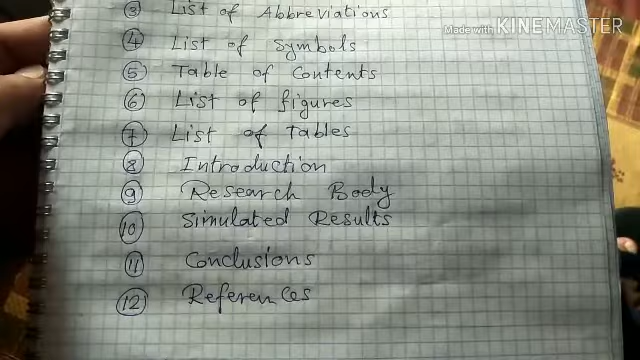 ③ List of Abbreviations
Made with KINEMASTER
④ List of Symbols
⑤ Table of Contents
⑥ List of figures
⑦ List of Tables
⑧ Introduction
⑨ Research Body
⑩ Simulated Results
⑪ Conclusions
⑫ References